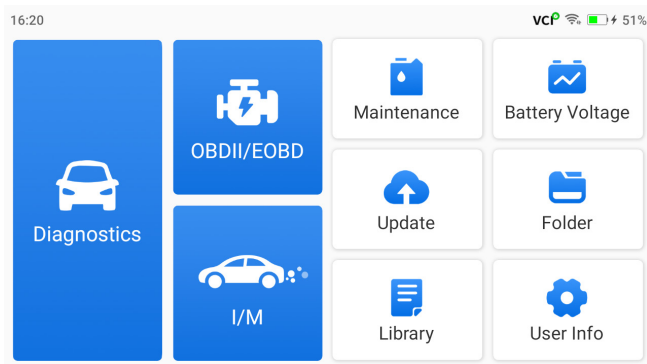 16:20
VCI
51%
Diagnostics
OBDII/EOBD
I/M
Maintenance
Battery Voltage
Update
Folder
Library
User Info